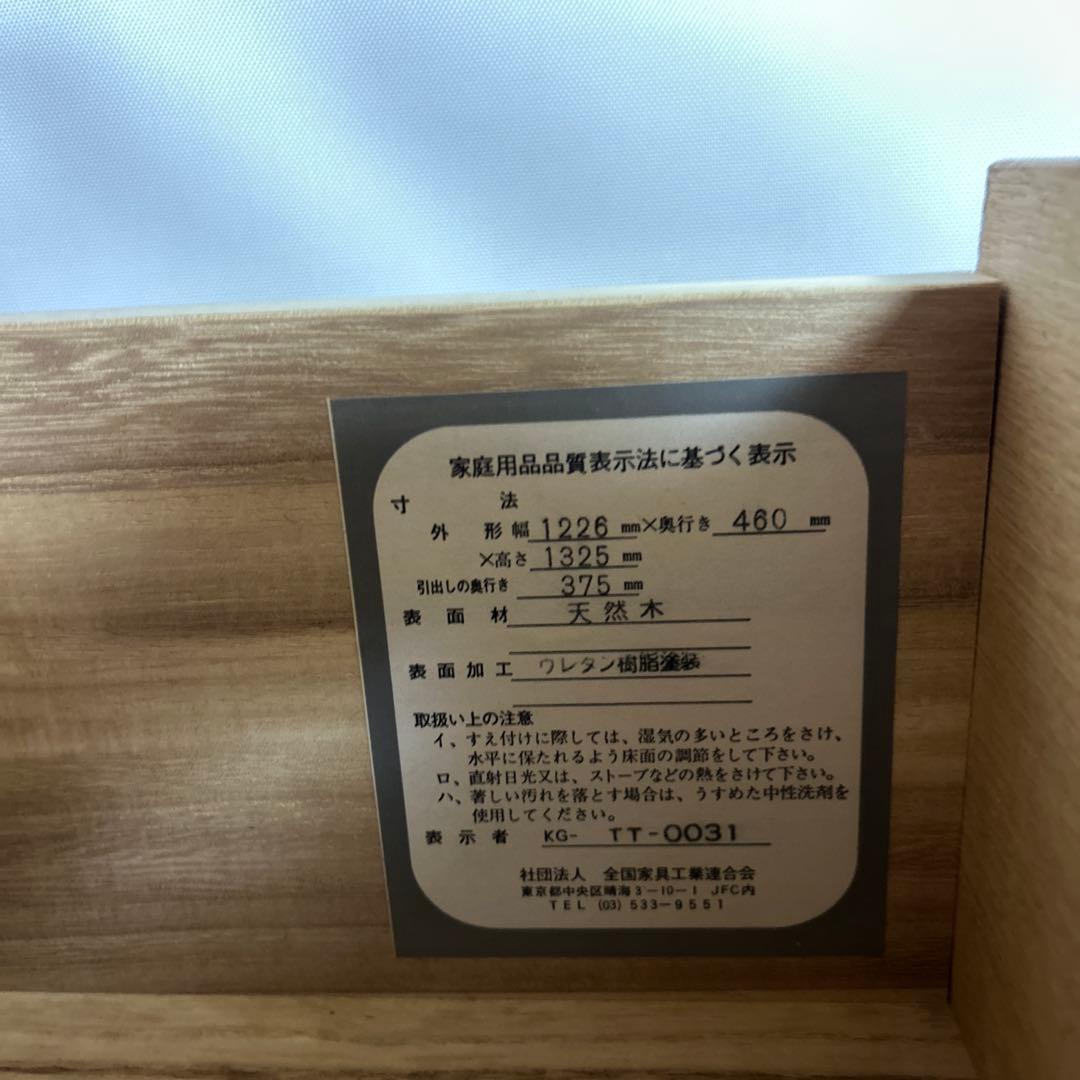 家庭用品品質表示法に基づく表示
寸法
外形幅 1226 mm×奥行き 460 mm
×高さ 1325 mm
引出しの奥行き 375 mm
表面材 天然木
表面加工 ウレタン樹脂塗装
取扱い上の注意
イ、すえ付けに際しては、湿気の多いところをさけ、
水平に保たれるよう床面の調節をして下さい。
ロ、直射日光又は、ストーブなどの熱をさけて下さい。
ハ、著しい汚れを落とす場合は、うすめた中性洗剤を
使用してください。
表示者 KG- TT-0031
社団法人 全国家具工業連合会
東京都中央区晴海3-10-1 JFC内
TEL (03) 533-9551